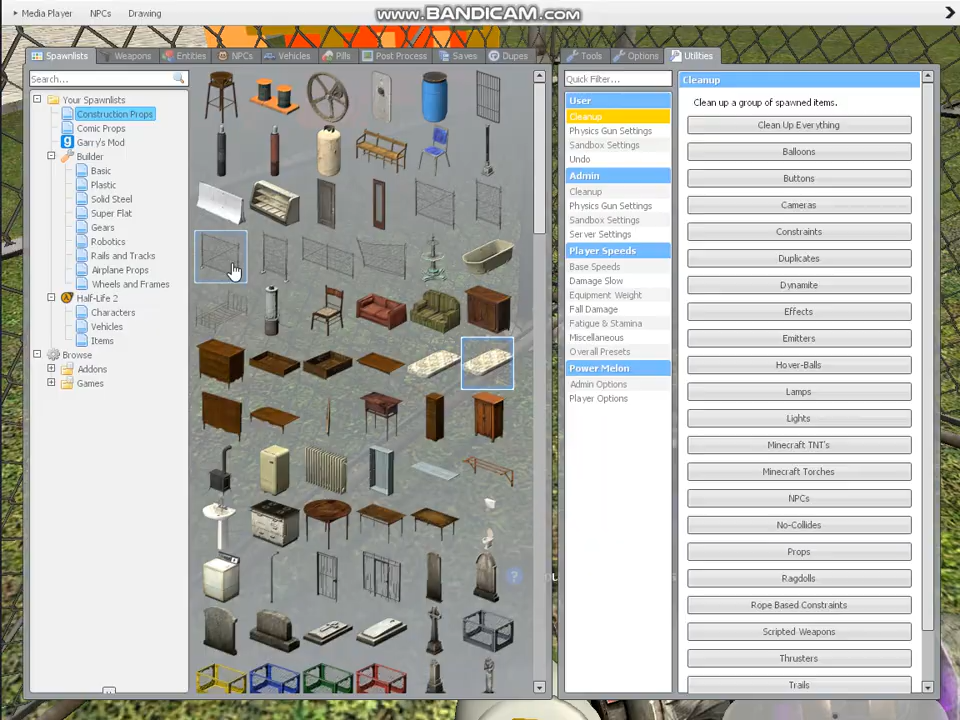 Media Player NPCs Drawing
www.BANDICAM.com
Spawnlists Weapons Entities NPCs Vehicles Pills Post Process Saves Dupes
Search...
Your Spawnlists
Construction Props
Comic Props
Garry's Mod
Builder
Basic
Plastic
Solid Steel
Super Flat
Gears
Robotics
Rails and Tracks
Airplane Props
Wheels and Frames
Half-Life 2
Characters
Vehicles
Items
Browse
Addons
Games
Tools Options Utilities
Quick Filter...
User
Cleanup
Physics Gun Settings
Sandbox Settings
Undo
Admin
Cleanup
Physics Gun Settings
Sandbox Settings
Server Settings
Player Speeds
Base Speeds
Damage Slow
Equipment Weight
Fall Damage
Fatigue & Stamina
Miscellaneous
Overall Presets
Power Melon
Admin Options
Player Options
Cleanup
Clean up a group of spawned items.
Clean Up Everything
Balloons
Buttons
Cameras
Constraints
Duplicates
Dynamite
Effects
Emitters
Hover-Balls
Lamps
Lights
Minecraft TNT's
Minecraft Torches
NPCs
No-Collides
Props
Ragdolls
Rope Based Constraints
Scripted Weapons
Thrusters
Trails